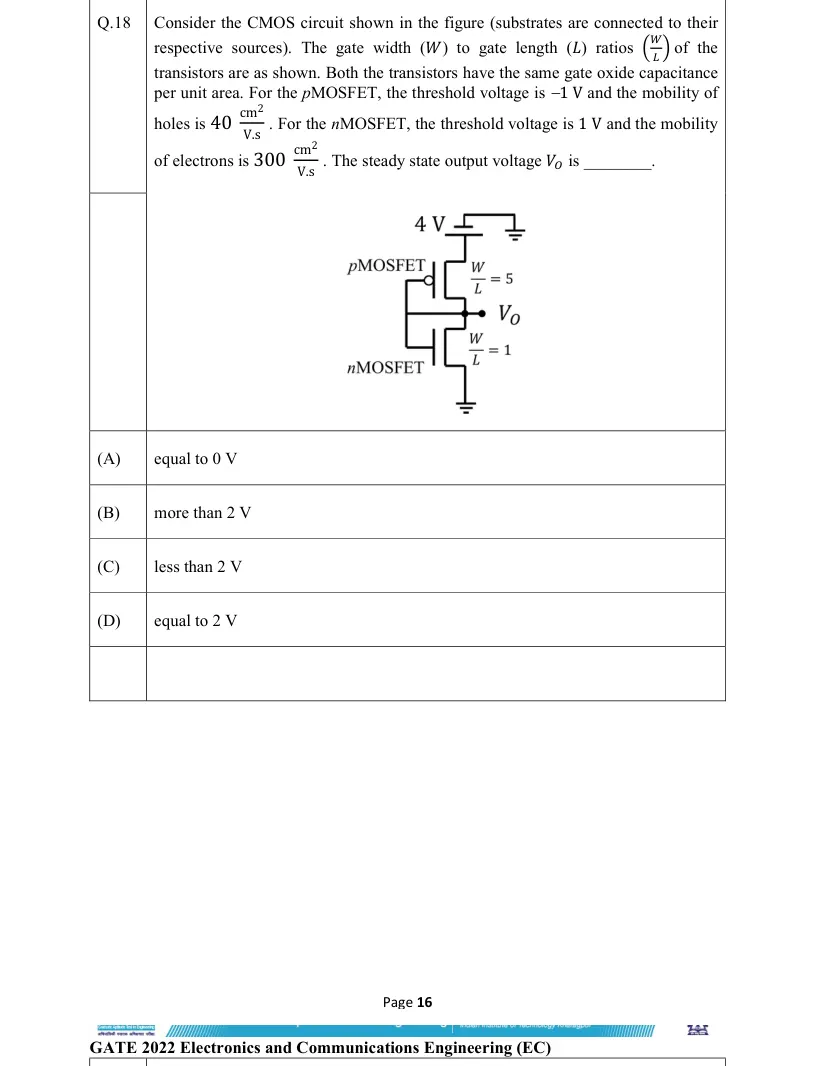 Q.18 Consider the CMOS circuit shown in the figure (substrates are connected to their
respective sources). The gate width (W) to gate length (L) ratios (W/L) of the
transistors are as shown. Both the transistors have the same gate oxide capacitance
per unit area. For the pMOSFET, the threshold voltage is −1 V and the mobility of
holes is 40 cm²/V.s . For the nMOSFET, the threshold voltage is 1 V and the mobility
of electrons is 300 cm²/V.s . The steady state output voltage V_O is ________.
4 V
pMOSFET
W/L = 5
V_O
W/L = 1
nMOSFET
(A) equal to 0 V
(B) more than 2 V
(C) less than 2 V
(D) equal to 2 V
Page 16
GATE 2022 Electronics and Communications Engineering (EC)